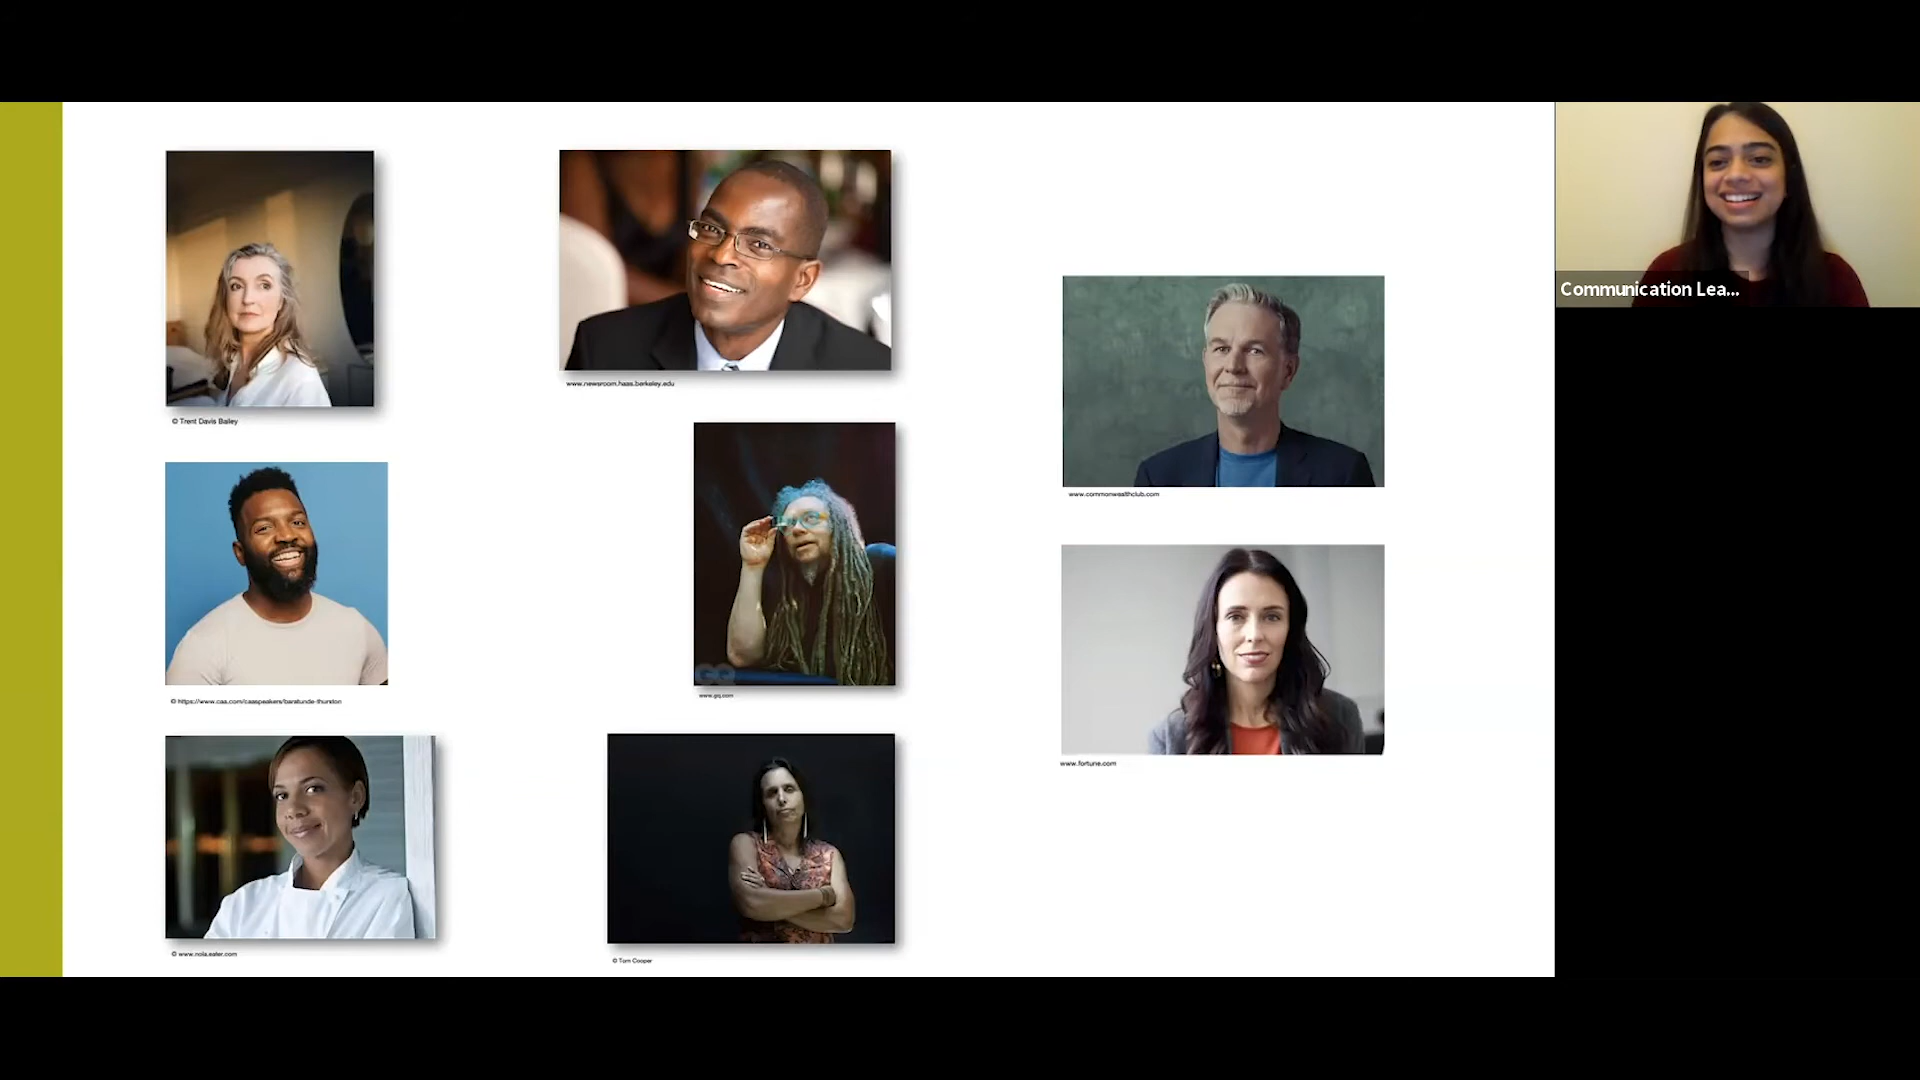 © Trent Davis Bailey
www.newsroom.haas.berkeley.edu
www.commonwealthclub.com
Communication Lea...
© https://www.caa.com/caaspeakers/baratunde-thurston
GQ
www.gq.com
www.fortune.com
© www.nola.eater.com
© Tom Cooper